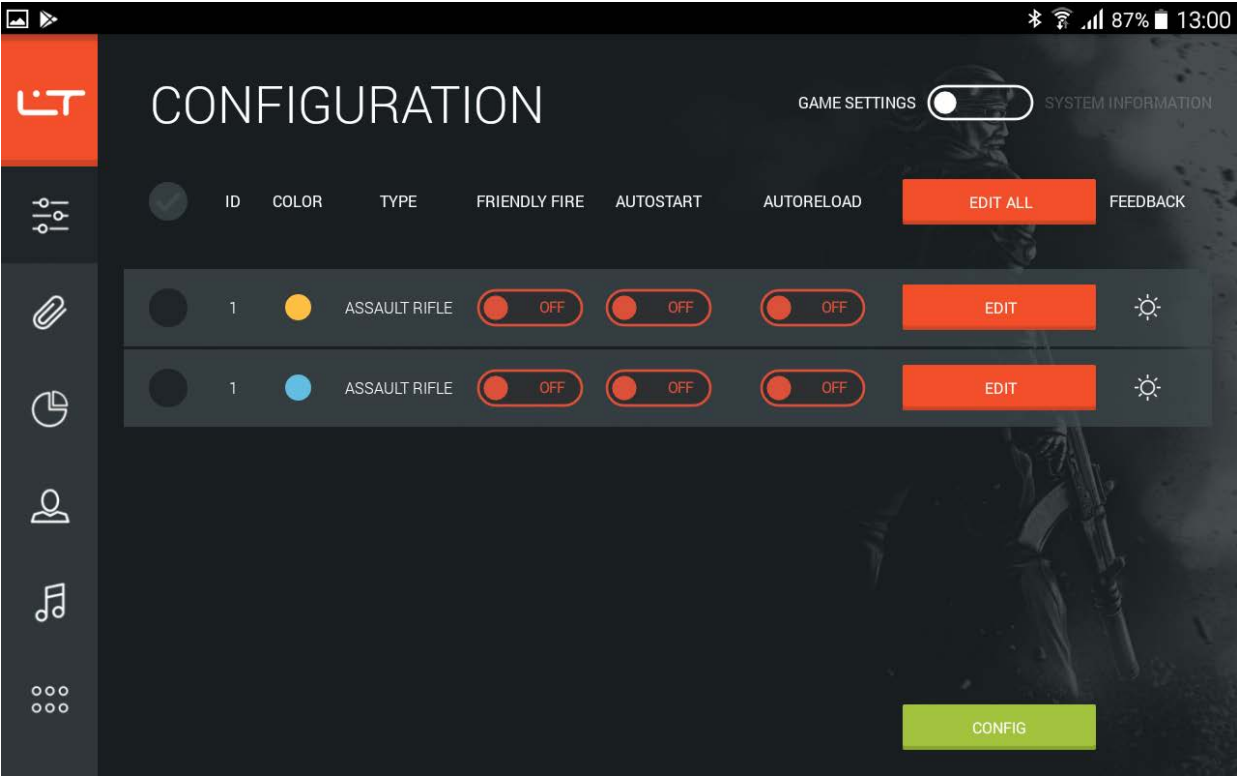 87% 13:00
LT
CONFIGURATION
GAME SETTINGS SYSTEM INFORMATION
ID COLOR TYPE FRIENDLY FIRE AUTOSTART AUTORELOAD EDIT ALL FEEDBACK
1 ASSAULT RIFLE OFF OFF OFF EDIT
1 ASSAULT RIFLE OFF OFF OFF EDIT
CONFIG